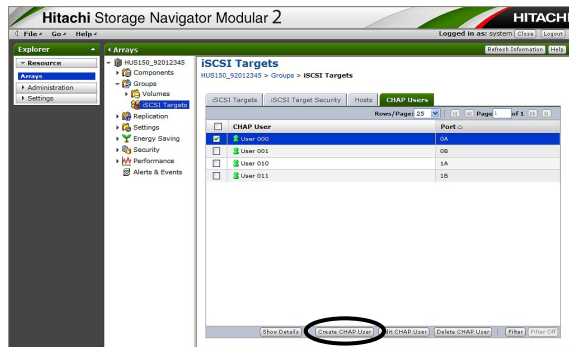 Hitachi Storage Navigator Modular 2
HITACHI
File Go Help
Logged in as: system Close Logout
Explorer
Arrays
Refresh Information Help
Resource
Arrays
Administration
Settings
HUS150_92012345
Components
Groups
Volumes
iSCSI Targets
Replication
Settings
Energy Saving
Security
Performance
Alerts & Events
iSCSI Targets
HUS150_92012345 > Groups > iSCSI Targets
iSCSI Targets iSCSI Target Security Hosts CHAP Users
Rows/Page: 25 Page 1 of 1
CHAP User Port
User 000 0A
User 001 0B
User 010 1A
User 011 1B
Show Details Create CHAP User Edit CHAP User Delete CHAP User Filter Filter Off